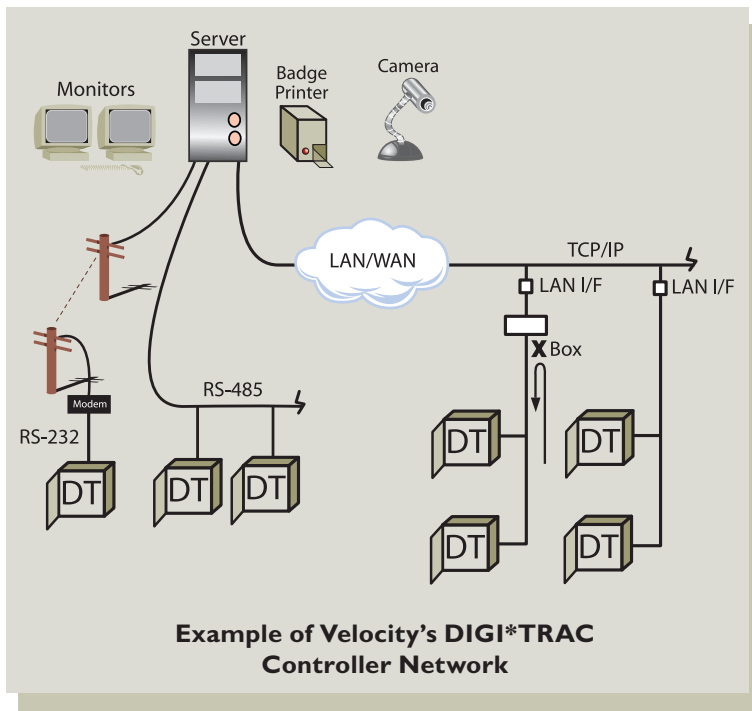 Server
Monitors
Badge
Printer
Camera
LAN/WAN
TCP/IP
LAN I/F
LAN I/F
X Box
RS-485
Modem
RS-232
DT
DT
DT
DT
DT
DT
DT
Example of Velocity's DIGI*TRAC
Controller Network